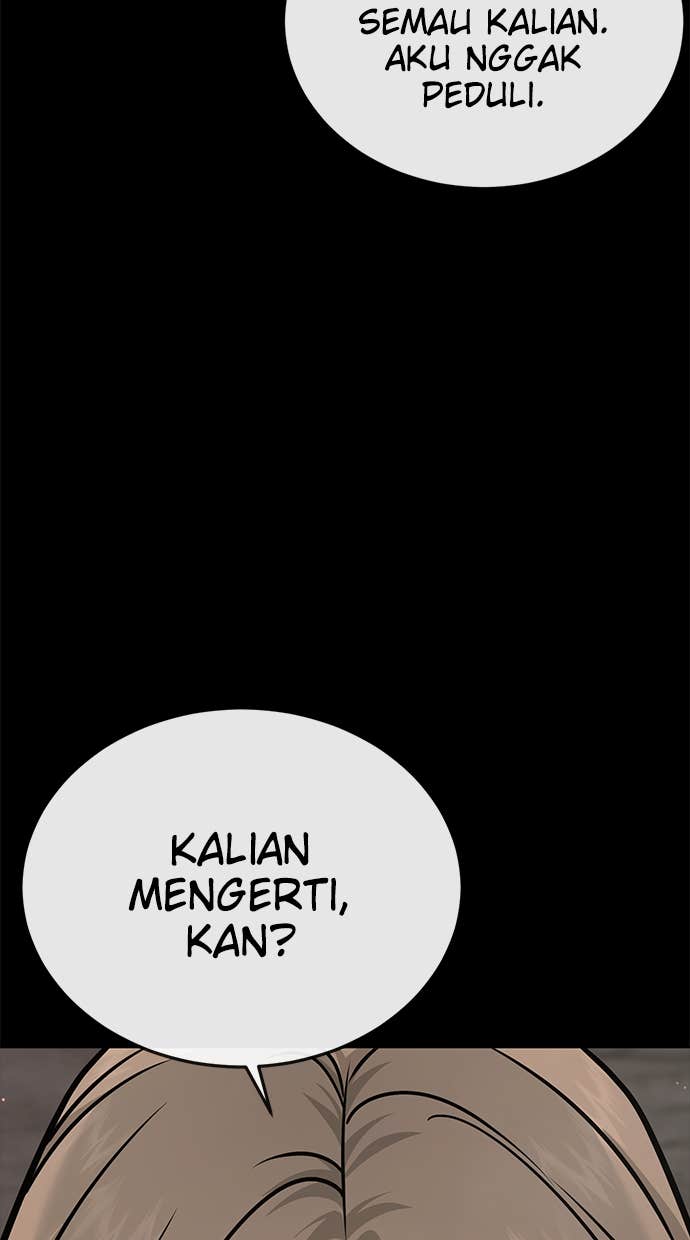 SEMAU KALIAN.
AKU NGGAK
PEDULI.
KALIAN
MENGERTI,
KAN?